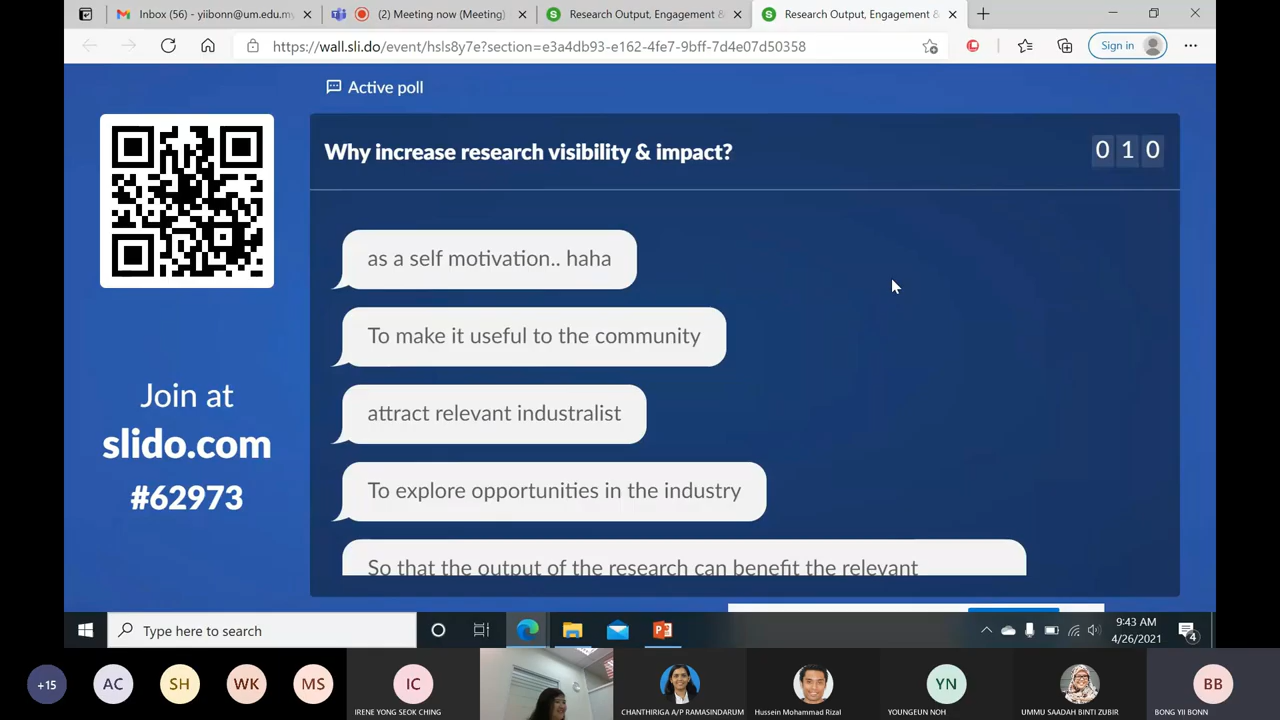 Inbox (56) - yiibonn@um.edu.my
(2) Meeting now (Meeting)
Research Output, Engagement &
Research Output, Engagement &
https://wall.sli.do/event/hsls8y7e?section=e3a4db93-e162-4fe7-9bff-7d4e07d50358
Sign in
Active poll
Why increase research visibility & impact?
0 1 0
as a self motivation.. haha
To make it useful to the community
attract relevant industralist
To explore opportunities in the industry
So that the output of the research can benefit the relevant
Join at
slido.com
#62973
Type here to search
9:43 AM
4/26/2021
4
+15
AC
SH
WK
MS
IC
YN
BB
IRENE YONG SEOK CHING
CHANTHIRIGA A/P RAMASINDARUM
Hussein Mohammad Rizal
YOUNGEUN NOH
UMMU SAADAH BINTI ZUBIR
BONG YII BONN